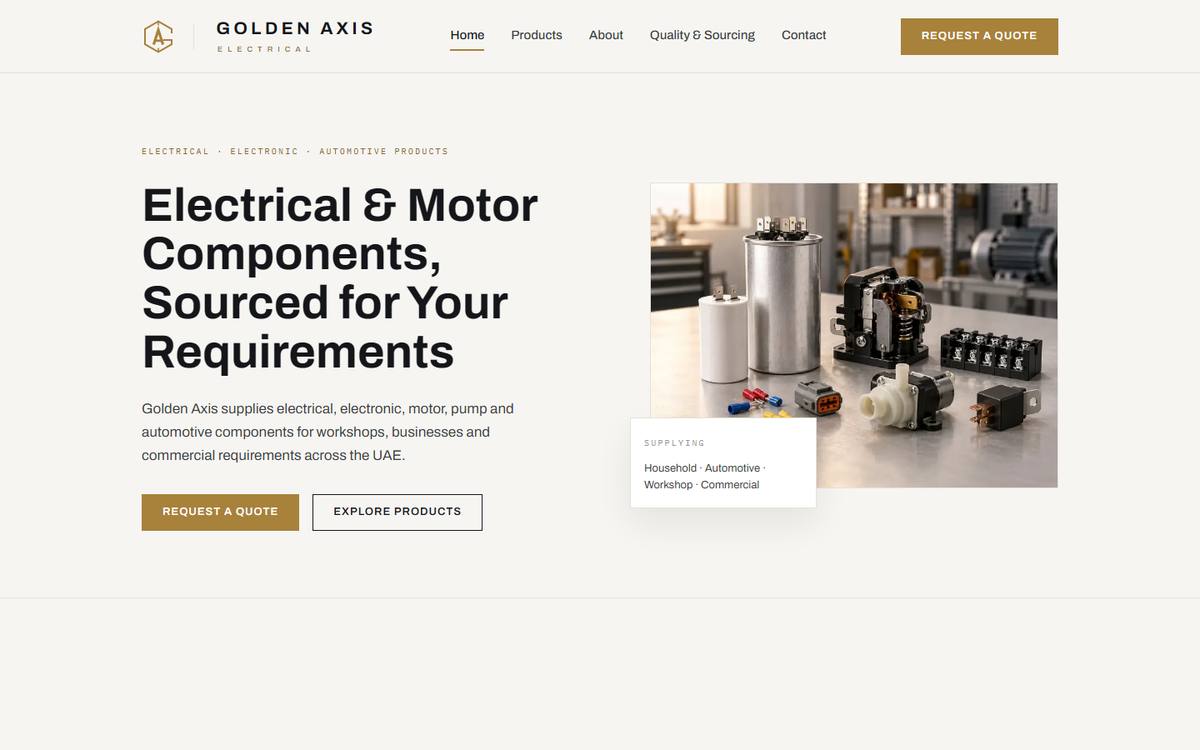 GOLDEN AXIS
ELECTRICAL
Home
Products
About
Quality & Sourcing
Contact
REQUEST A QUOTE
ELECTRICAL · ELECTRONIC · AUTOMOTIVE PRODUCTS
Electrical & Motor
Components,
Sourced for Your
Requirements
Golden Axis supplies electrical, electronic, motor, pump and
automotive components for workshops, businesses and
commercial requirements across the UAE.
REQUEST A QUOTE
EXPLORE PRODUCTS
SUPPLYING
Household · Automotive ·
Workshop · Commercial